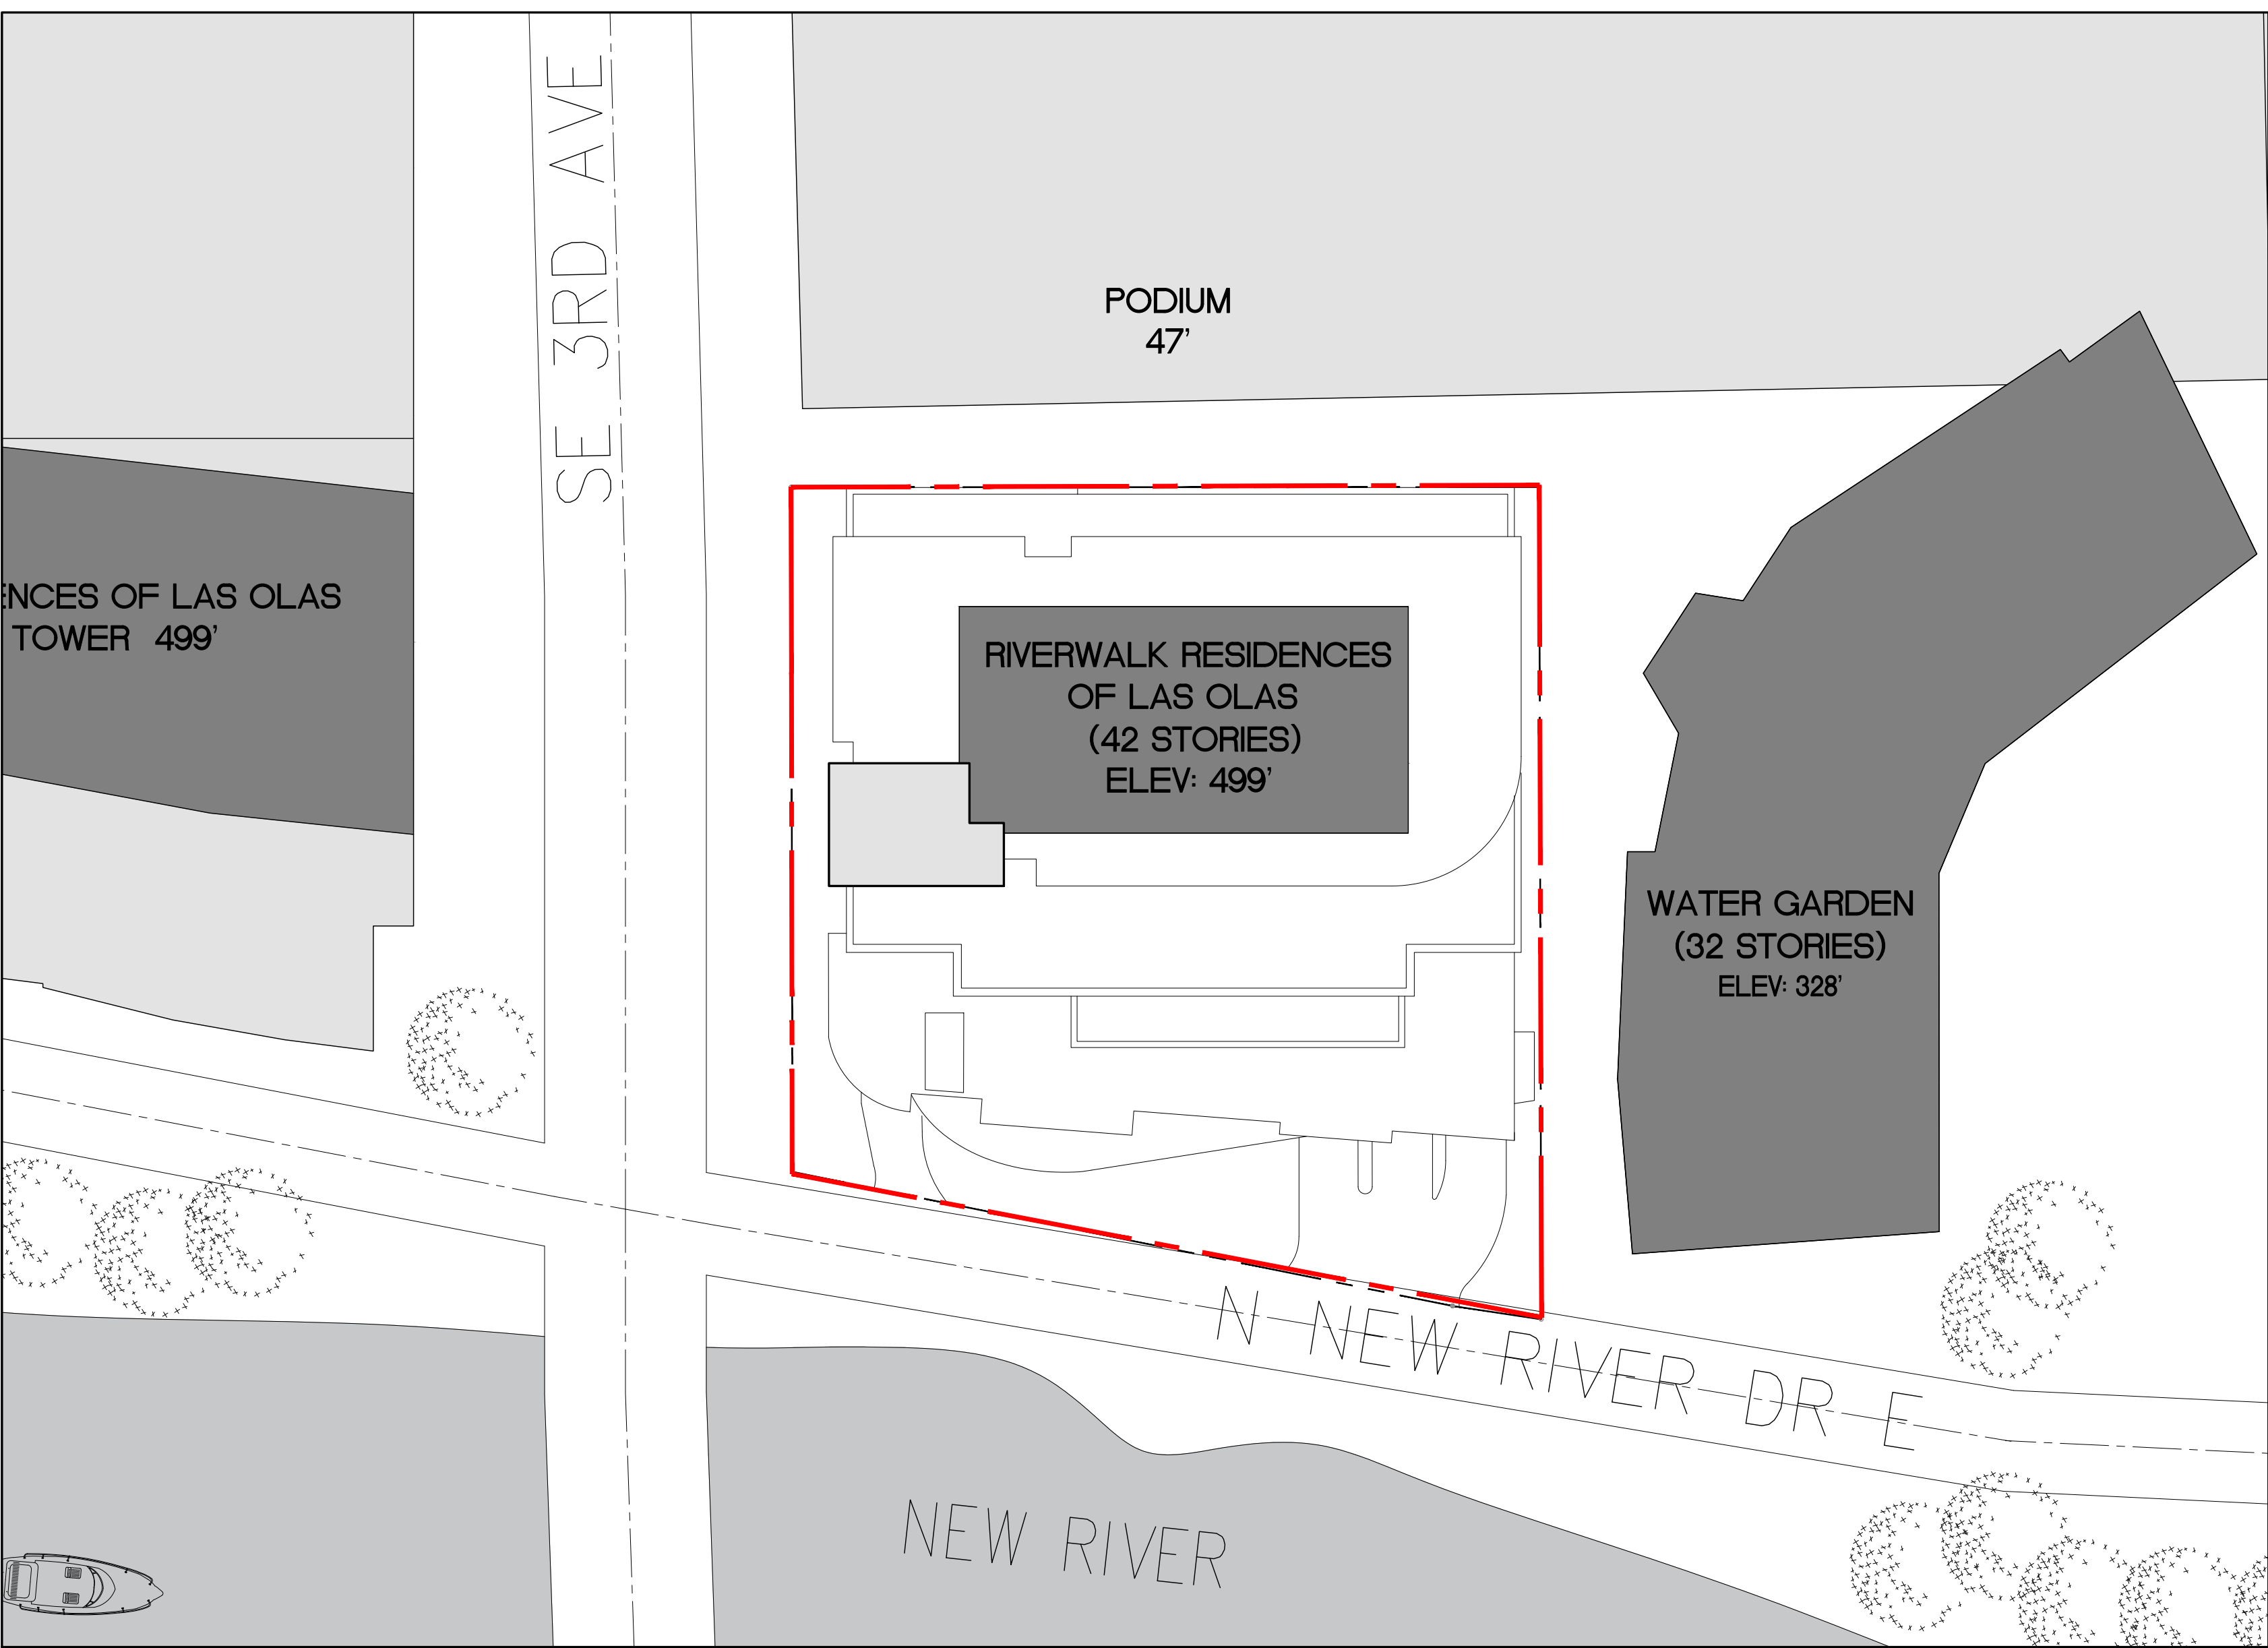 SE 3RD AVE
PODIUM
47'
ENCES OF LAS OLAS
TOWER 499'
RIVERWALK RESIDENCES
OF LAS OLAS
(42 STORIES)
ELEV: 499'
WATER GARDEN
(32 STORIES)
ELEV: 328'
N NEW RIVER DR E
NEW RIVER